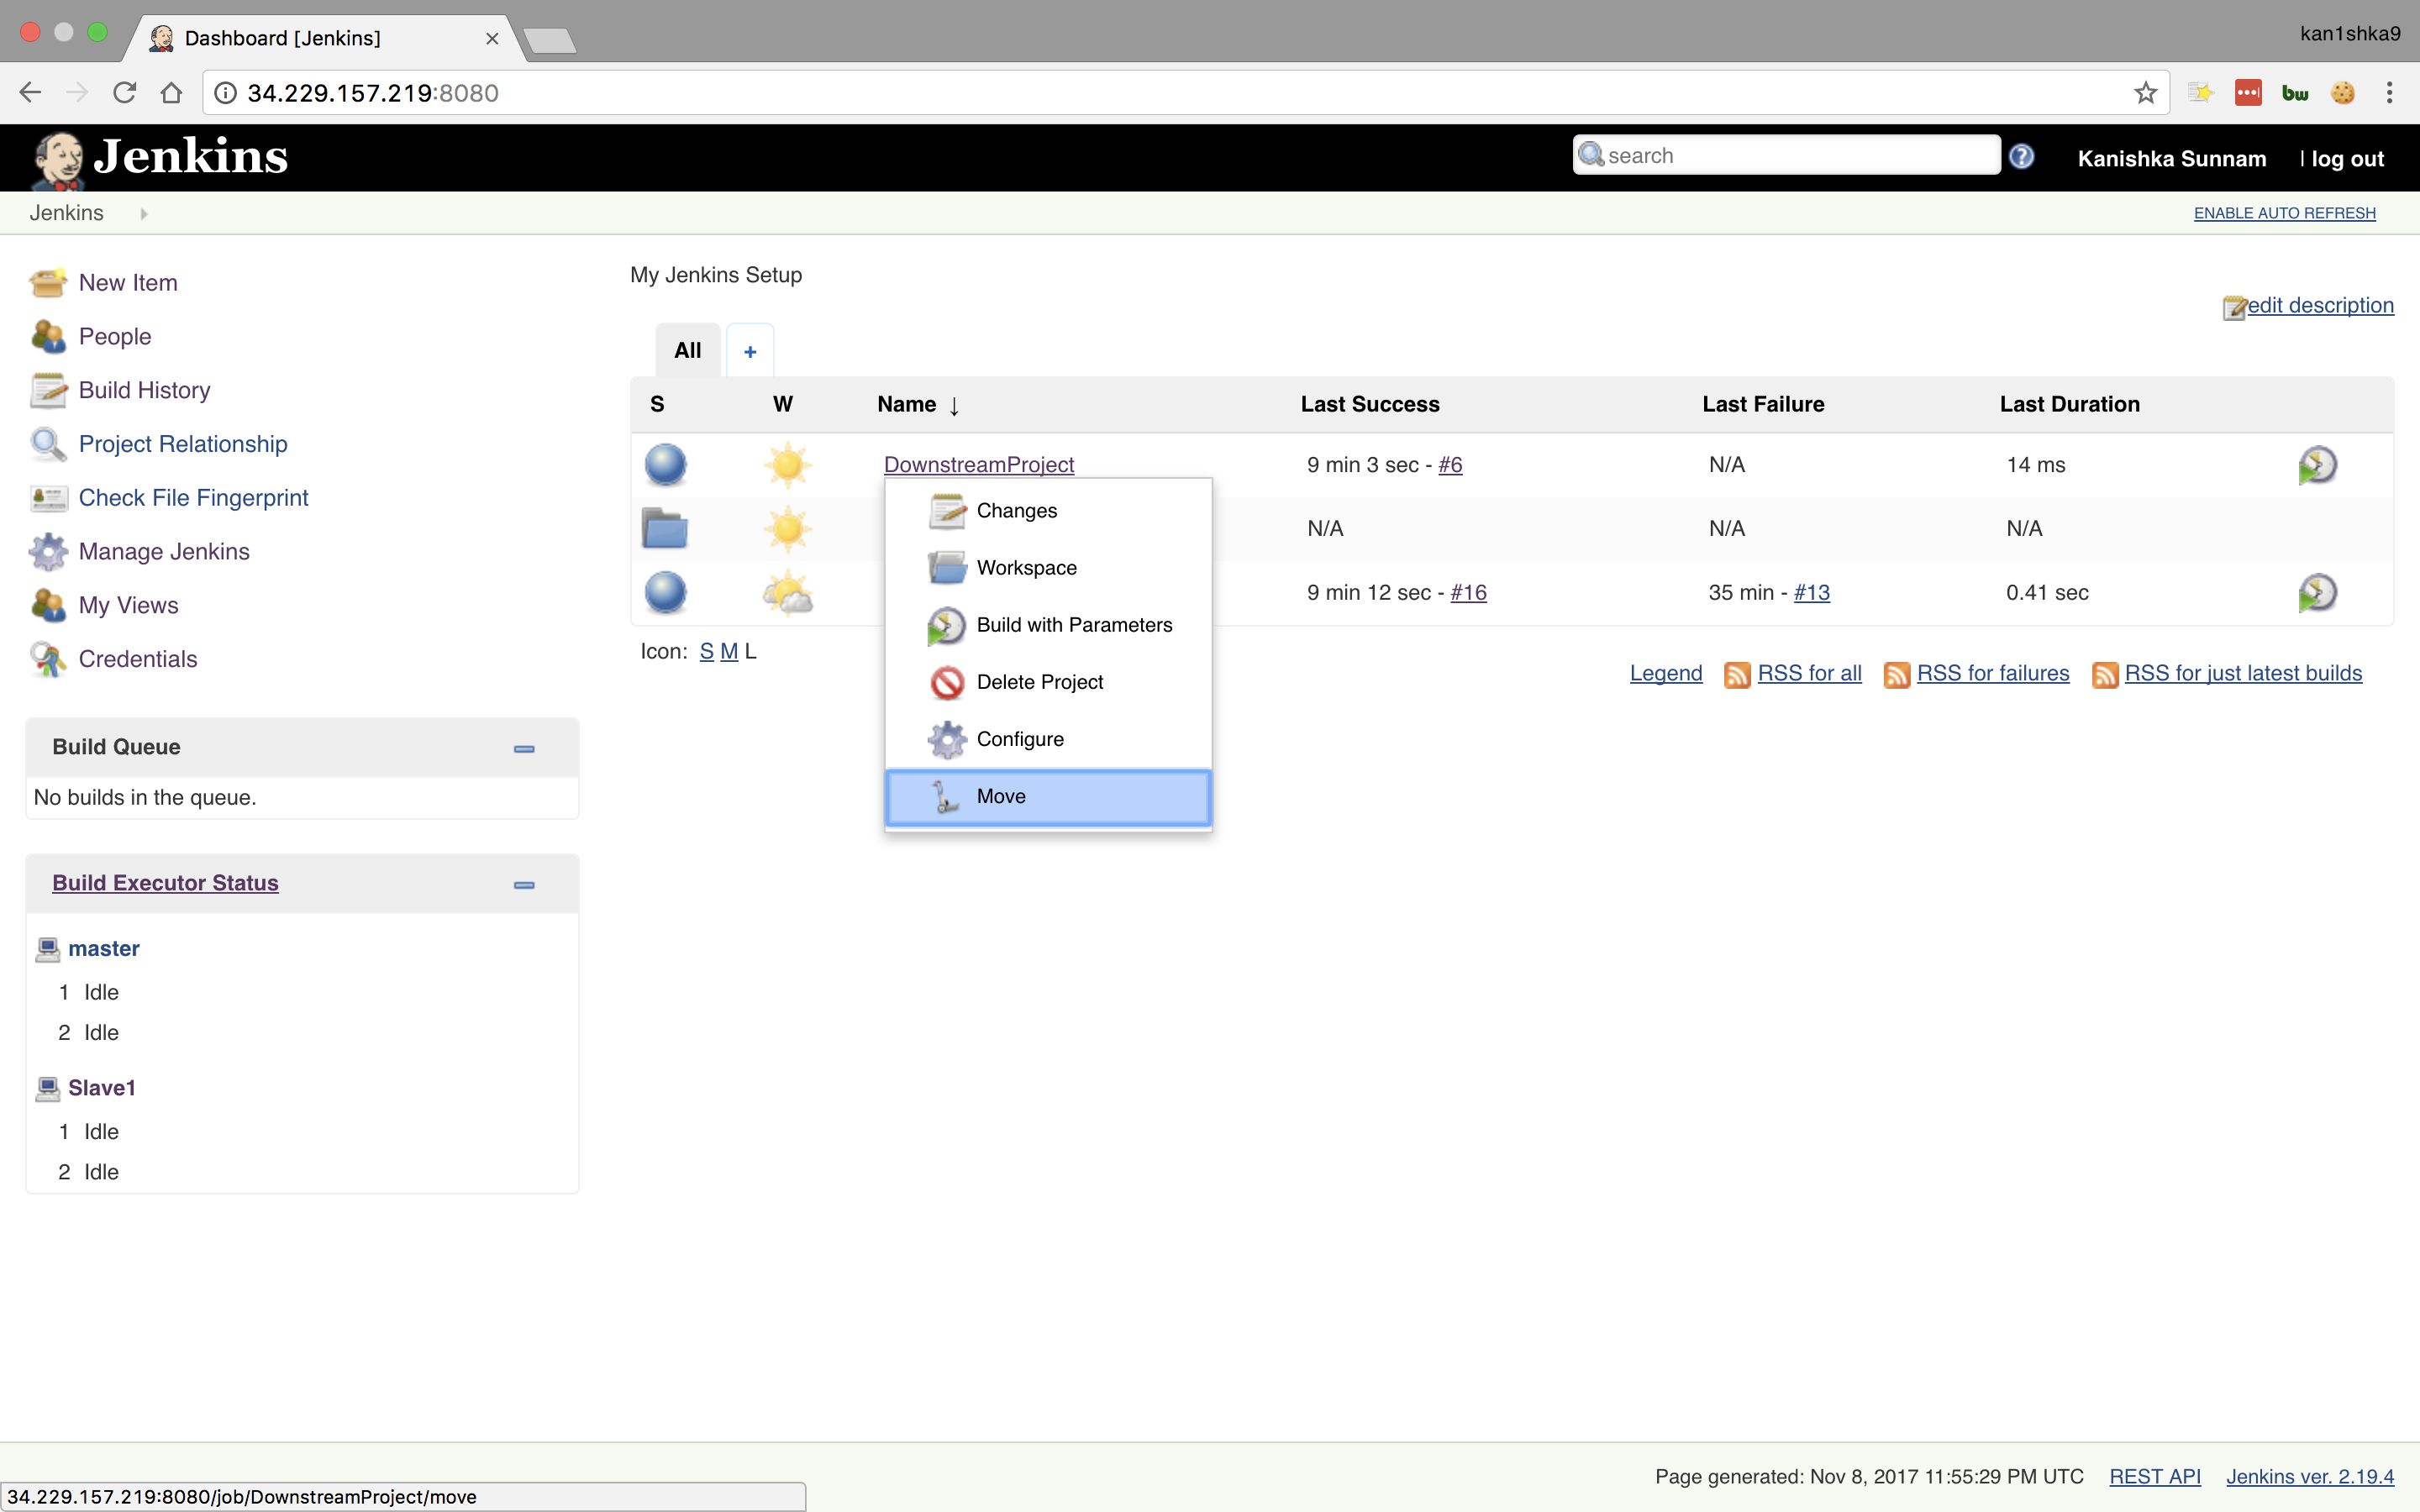 Dashboard [Jenkins]
kan1shka9
34.229.157.219:8080
bw
Jenkins
search
Kanishka Sunnam
| log out
Jenkins
ENABLE AUTO REFRESH
New Item
People
Build History
Project Relationship
Check File Fingerprint
Manage Jenkins
My Views
Credentials
Build Queue
No builds in the queue.
Build Executor Status
master
1 Idle
2 Idle
Slave1
1 Idle
2 Idle
My Jenkins Setup
edit description
All +
S W Name ↓ Last Success Last Failure Last Duration
DownstreamProject 9 min 3 sec - #6 N/A 14 ms
N/A N/A N/A
9 min 12 sec - #16 35 min - #13 0.41 sec
Changes
Workspace
Build with Parameters
Delete Project
Configure
Move
Icon: S M L
Legend RSS for all RSS for failures RSS for just latest builds
Page generated: Nov 8, 2017 11:55:29 PM UTC REST API Jenkins ver. 2.19.4
34.229.157.219:8080/job/DownstreamProject/move